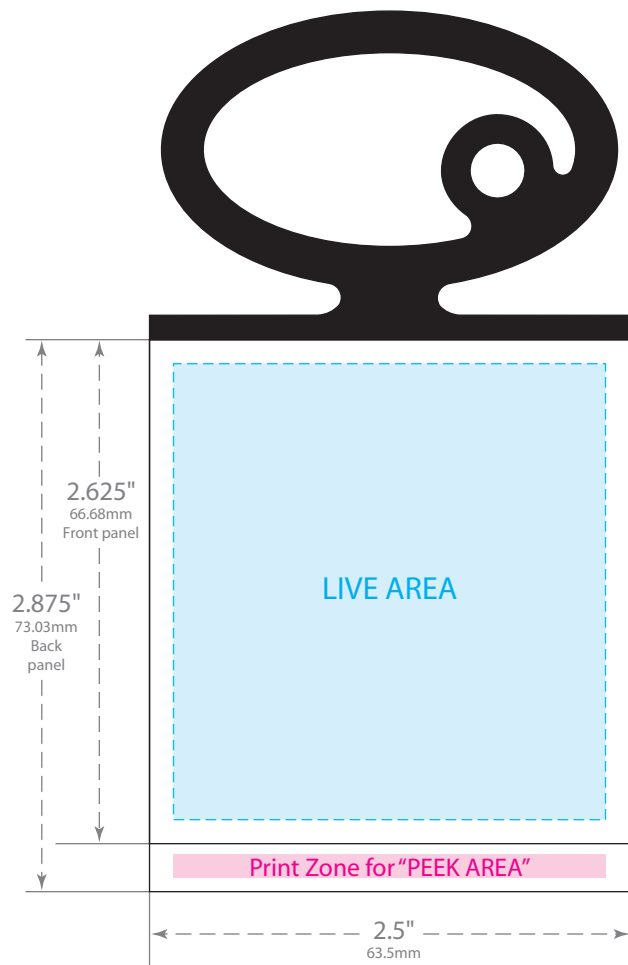 2.625"
66.68mm
Front panel
2.875"
73.03mm
Back
panel
LIVE AREA
Print Zone for “PEEK AREA”
2.5"
63.5mm